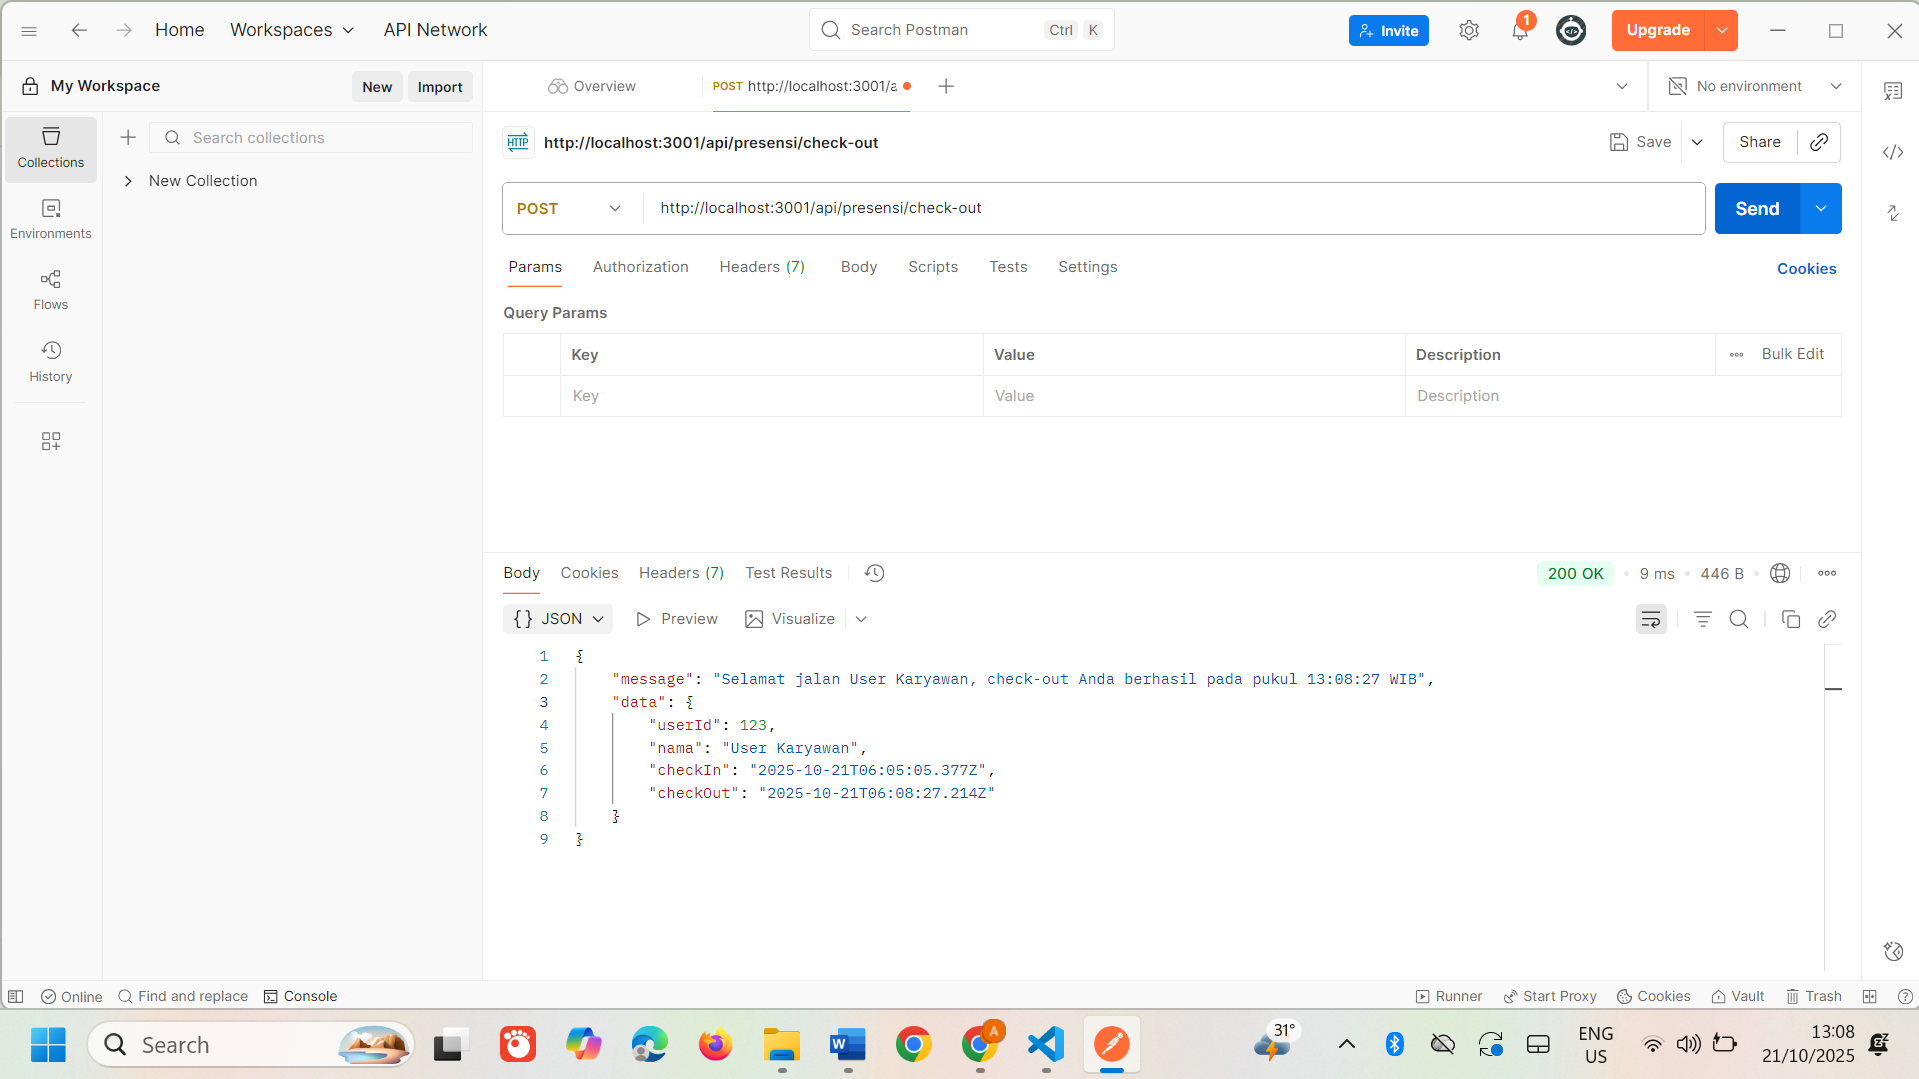 Home
Workspaces
API Network
Search Postman
Ctrl
K
Invite
1
Upgrade
My Workspace
New
Import
Overview
POST http://localhost:3001/a
No environment
Collections
Search collections
HTTP
http://localhost:3001/api/presensi/check-out
Save
Share
New Collection
POST
http://localhost:3001/api/presensi/check-out
Send
Environments
Params
Authorization
Headers (7)
Body
Scripts
Tests
Settings
Cookies
Flows
Query Params
Key
Value
Description
Bulk Edit
History
Key
Value
Description
Body
Cookies
Headers (7)
Test Results
200 OK
9 ms
446 B
{} JSON
Preview
Visualize
1 {
2 "message": "Selamat jalan User Karyawan, check-out Anda berhasil pada pukul 13:08:27 WIB",
3 "data": {
4 "userId": 123,
5 "nama": "User Karyawan",
6 "checkIn": "2025-10-21T06:05:05.377Z",
7 "checkOut": "2025-10-21T06:08:27.214Z"
8 }
9 }
Online
Find and replace
Console
Runner
Start Proxy
Cookies
Vault
Trash
Search
W
A
31°
ENG
US
13:08
21/10/2025